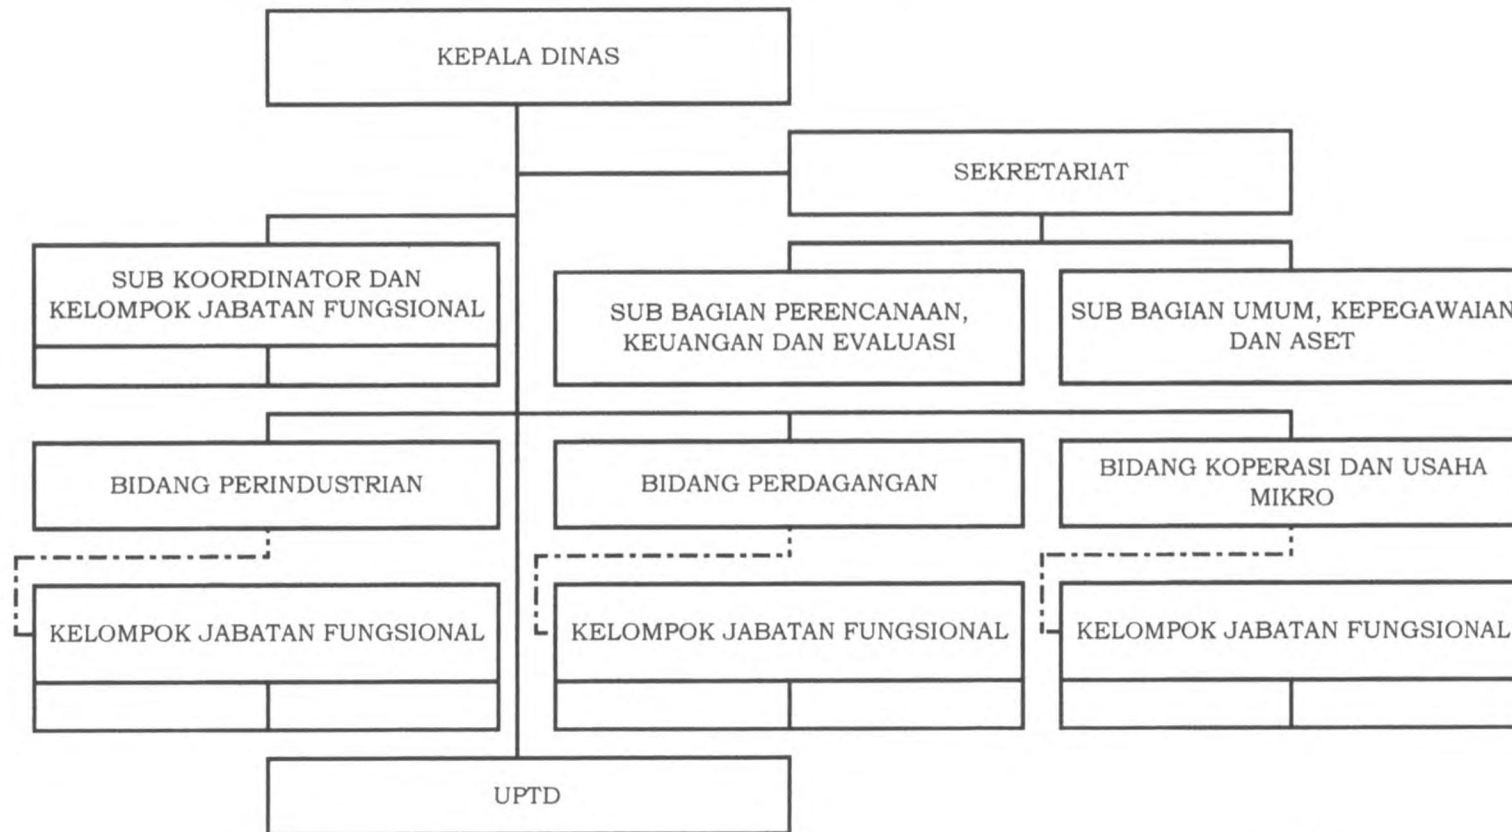 KEPALA DINAS
SEKRETARIAT
SUB KOORDINATOR DAN
KELOMPOK JABATAN FUNGSIONAL
SUB BAGIAN PERENCANAAN,
KEUANGAN DAN EVALUASI
SUB BAGIAN UMUM, KEPEGAWAIAN
DAN ASET
BIDANG PERINDUSTRIAN
BIDANG PERDAGANGAN
BIDANG KOPERASI DAN USAHA
MIKRO
KELOMPOK JABATAN FUNGSIONAL
KELOMPOK JABATAN FUNGSIONAL
KELOMPOK JABATAN FUNGSIONAL
UPTD